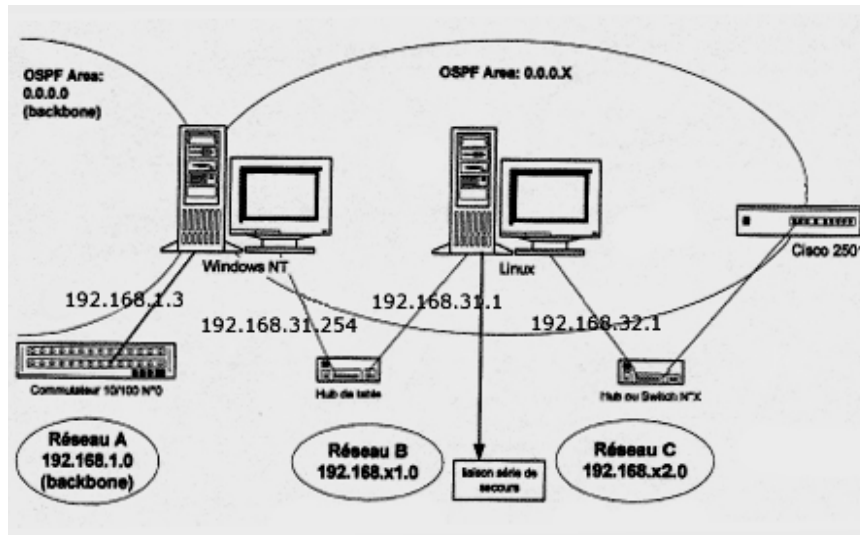 OSPF Area:
0.0.0.0
(backbone)
OSPF Area: 0.0.0.X
Windows NT
Linux
Cisco 2501
192.168.1.3
192.168.31.254
192.168.31.1
192.168.32.1
Commutateur 10/100 N°0
Hub de table
Hub ou Switch N°X
Réseau A
192.168.1.0
(backbone)
Réseau B
192.168.x1.0
liaison série de
secours
Réseau C
192.168.x2.0